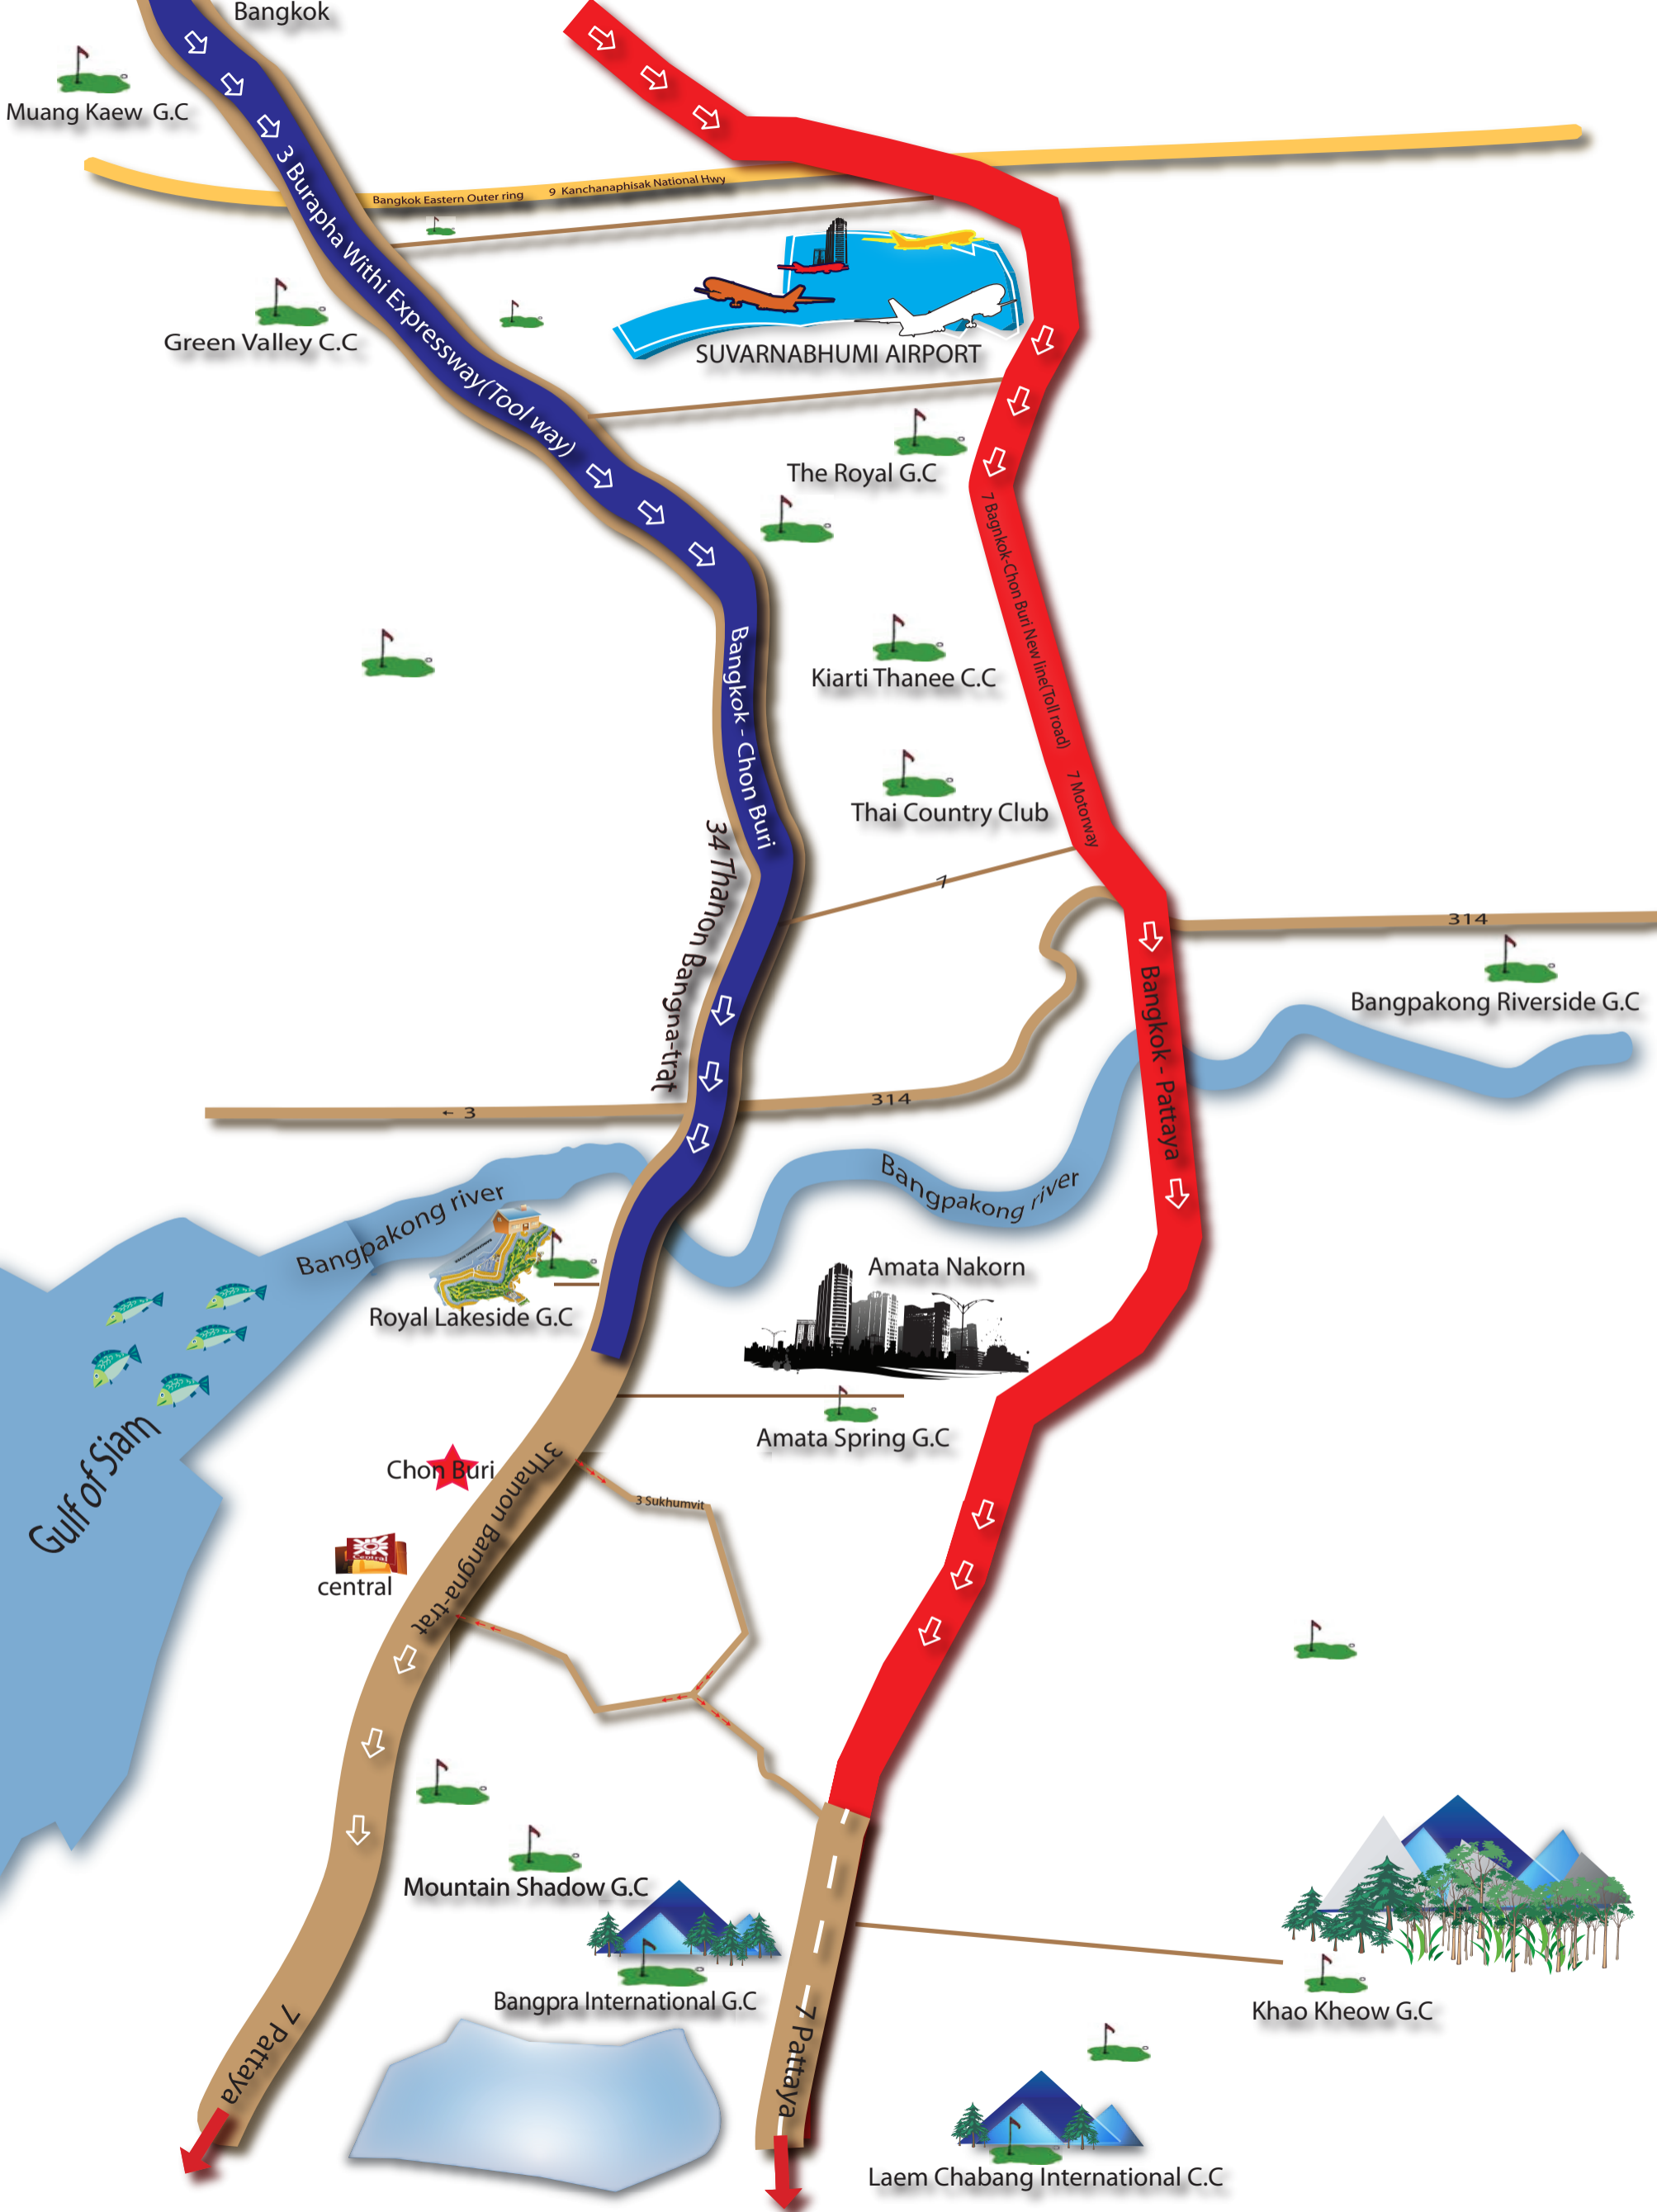 Bangkok
Muang Kaew G.C
3 Burapha Withi Expressway(Tool way)
Bangkok Eastern Outer ring
9 Kanchanaphisak National Hwy
Green Valley C.C
SUVARNABHUMI AIRPORT
The Royal G.C
7 Bagnkok-Chon Buri New line(Toll road)
Kiarti Thanee C.C
Bangkok - Chon Buri
7 Motorway
Thai Country Club
34 Thanon Bangna-trat
7
314
Bangpakong Riverside G.C
Bangkok - Pattaya
← 3
314
Bangpakong river
Bangpakong river
Royal Lakeside G.C
Amata Nakorn
Gulf of Siam
Amata Spring G.C
Chon Buri
3Thanon Bangna-trat
3 Sukhumvit
Central
central
Mountain Shadow G.C
Bangpra International G.C
Khao Kheow G.C
7 Pattaya
7 Pattaya
Laem Chabang International C.C